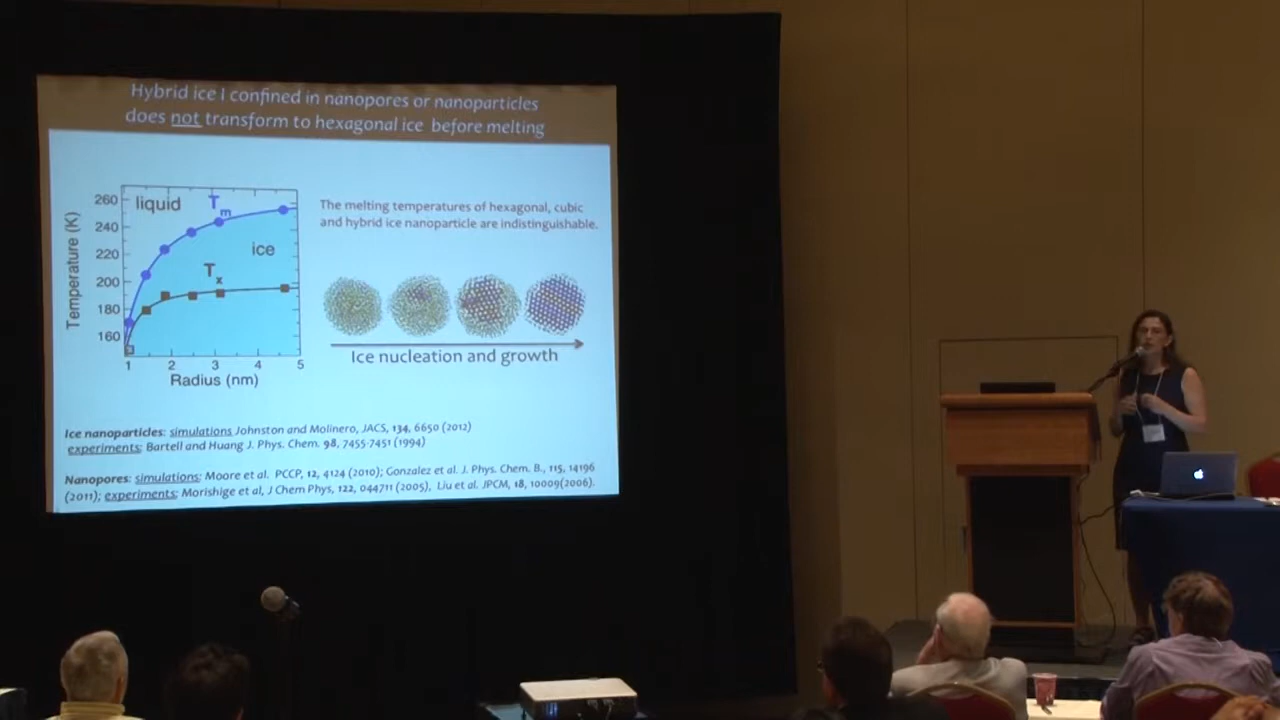 Hybrid ice I confined in nanopores or nanoparticles
does not transform to hexagonal ice before melting
260
240
220
200
180
160
Temperature (K)
liquid
Tm
ice
Tx
1 2 3 4 5
Radius (nm)
The melting temperatures of hexagonal, cubic
and hybrid ice nanoparticle are indistinguishable.
Ice nucleation and growth
Ice nanoparticles: simulations Johnston and Molinero, JACS, 134, 6650 (2012)
experiments: Bartell and Huang J. Phys. Chem. 98, 7455-7451 (1994)
Nanopores: simulations: Moore et al. PCCP, 12, 4124 (2010); Gonzalez et al. J. Phys. Chem. B., 115, 14196
(2011); experiments: Morishige et al, J Chem Phys, 122, 044711 (2005), Liu et al. JPCM, 18, 10009(2006).